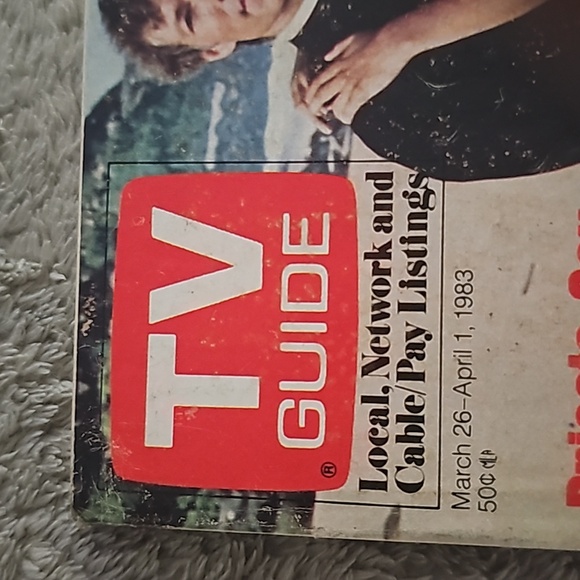 TV
GUIDE
®
Local, Network and
Cable/Pay Listings
March 26–April 1, 1983
50¢